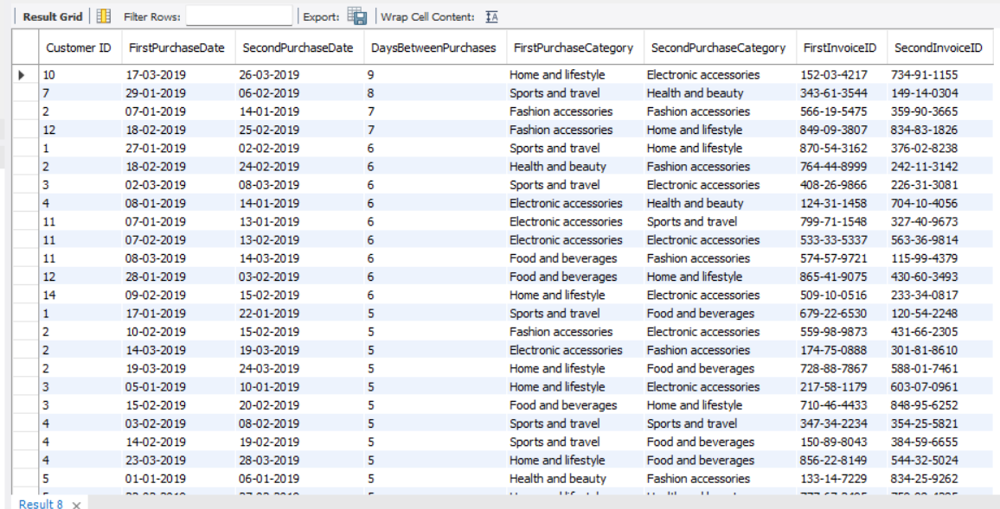 Result Grid Filter Rows: Export: Wrap Cell Content: IA
Customer ID FirstPurchaseDate SecondPurchaseDate DaysBetweenPurchases FirstPurchaseCategory SecondPurchaseCategory FirstInvoiceID SecondInvoiceID
10 17-03-2019 26-03-2019 9 Home and lifestyle Electronic accessories 152-03-4217 734-91-1155
7 29-01-2019 06-02-2019 8 Sports and travel Health and beauty 343-61-3544 149-14-0304
2 07-01-2019 14-01-2019 7 Fashion accessories Fashion accessories 566-19-5475 359-90-3665
12 18-02-2019 25-02-2019 7 Fashion accessories Home and lifestyle 849-09-3807 834-83-1826
1 27-01-2019 02-02-2019 6 Sports and travel Home and lifestyle 870-54-3162 376-02-8238
2 18-02-2019 24-02-2019 6 Health and beauty Fashion accessories 764-44-8999 242-11-3142
3 02-03-2019 08-03-2019 6 Sports and travel Electronic accessories 408-26-9866 226-31-3081
4 08-01-2019 14-01-2019 6 Electronic accessories Health and beauty 124-31-1458 704-10-4056
11 07-01-2019 13-01-2019 6 Electronic accessories Sports and travel 799-71-1548 327-40-9673
11 07-02-2019 13-02-2019 6 Electronic accessories Electronic accessories 533-33-5337 563-36-9814
11 08-03-2019 14-03-2019 6 Food and beverages Fashion accessories 574-57-9721 115-99-4379
12 28-01-2019 03-02-2019 6 Food and beverages Home and lifestyle 865-41-9075 430-60-3493
14 09-02-2019 15-02-2019 6 Home and lifestyle Electronic accessories 509-10-0516 233-34-0817
1 17-01-2019 22-01-2019 5 Sports and travel Food and beverages 679-22-6530 120-54-2248
2 10-02-2019 15-02-2019 5 Fashion accessories Electronic accessories 559-98-9873 431-66-2305
2 14-03-2019 19-03-2019 5 Electronic accessories Fashion accessories 174-75-0888 301-81-8610
2 19-03-2019 24-03-2019 5 Home and lifestyle Food and beverages 728-88-7867 588-01-7461
3 05-01-2019 10-01-2019 5 Home and lifestyle Electronic accessories 217-58-1179 603-07-0961
3 15-02-2019 20-02-2019 5 Food and beverages Home and lifestyle 710-46-4433 848-95-6252
4 03-02-2019 08-02-2019 5 Sports and travel Sports and travel 347-34-2234 354-25-5821
4 14-02-2019 19-02-2019 5 Sports and travel Food and beverages 150-89-8043 384-59-6655
4 23-03-2019 28-03-2019 5 Home and lifestyle Food and beverages 856-22-8149 544-32-5024
5 01-01-2019 06-01-2019 5 Health and beauty Fashion accessories 133-14-7229 834-25-9262
Result 8